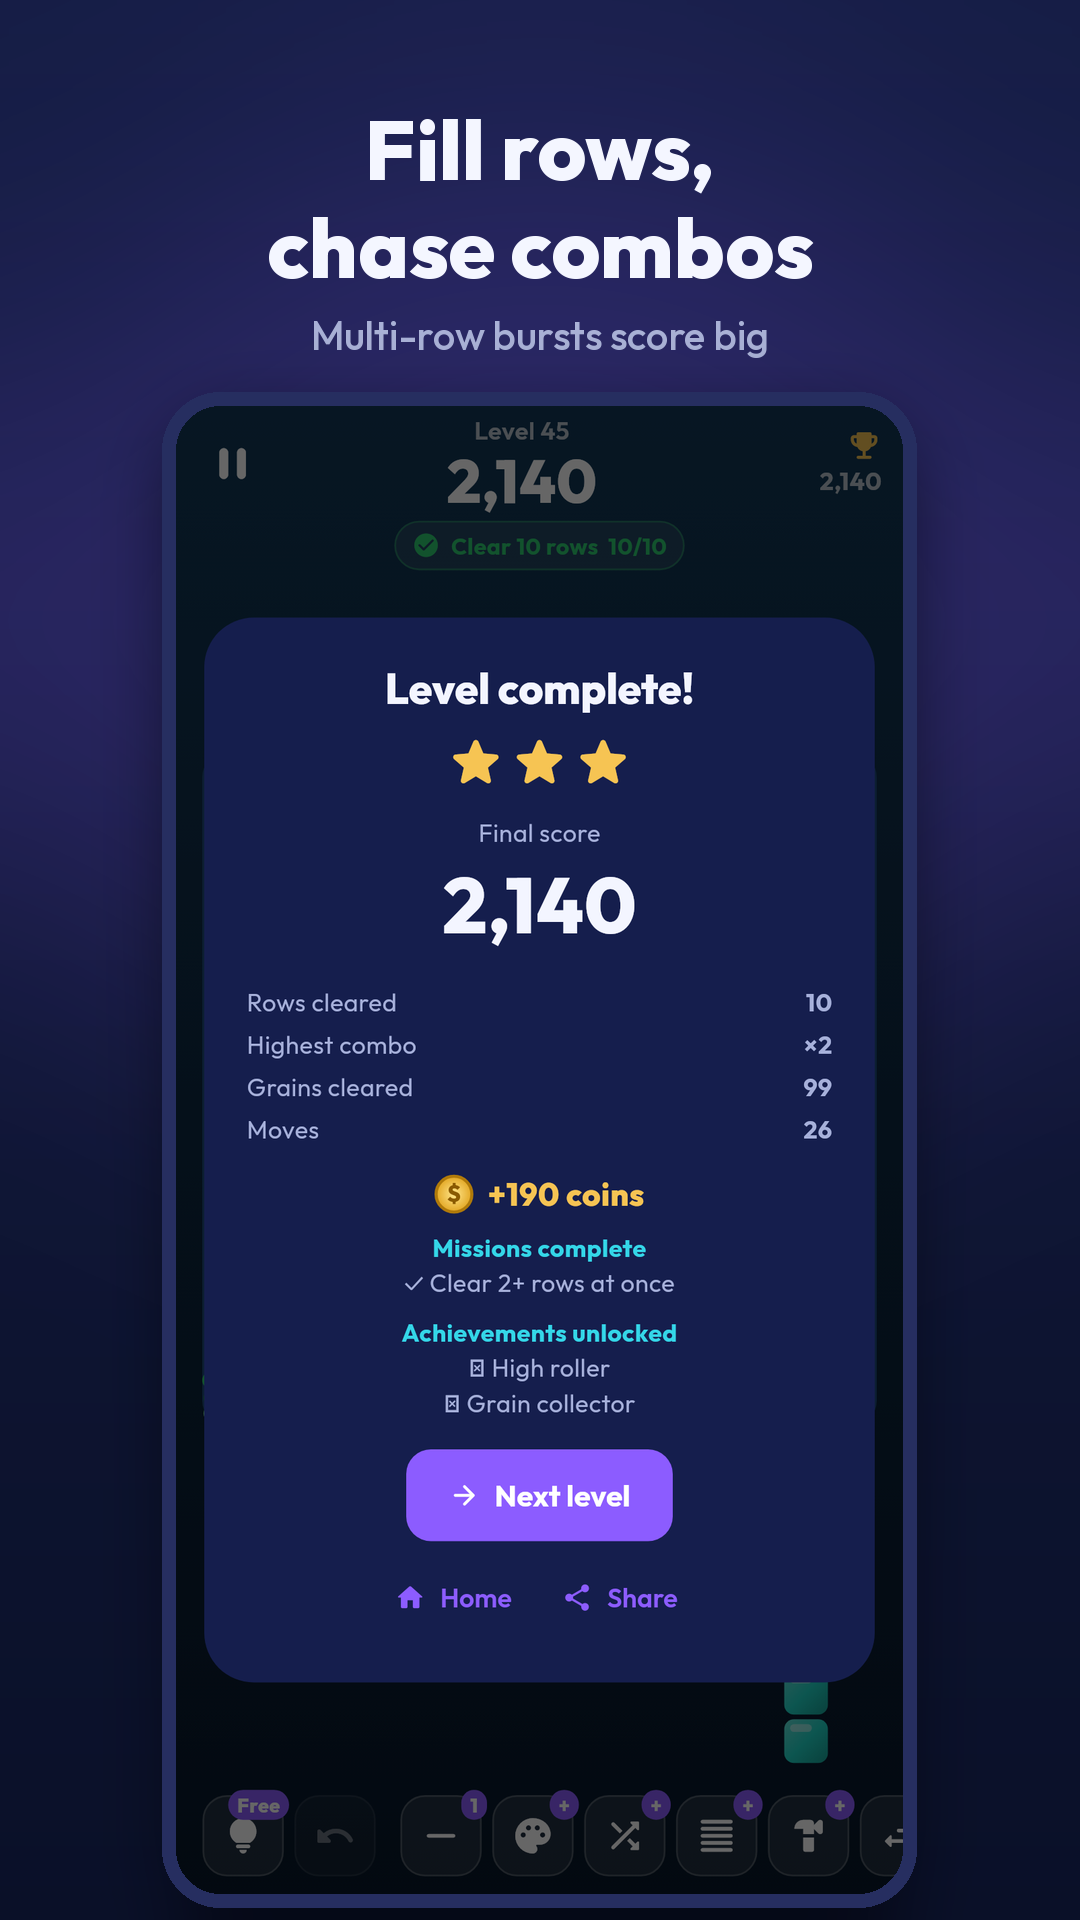 Fill rows,
chase combos
Multi-row bursts score big
Level 45
2,140
2,140
Clear 10 rows 10/10
Level complete!
Final score
2,140
Rows cleared 10
Highest combo ×2
Grains cleared 99
Moves 26
+190 coins
Missions complete
✓ Clear 2+ rows at once
Achievements unlocked
High roller
Grain collector
→ Next level
Home Share
Free 1 + + + +